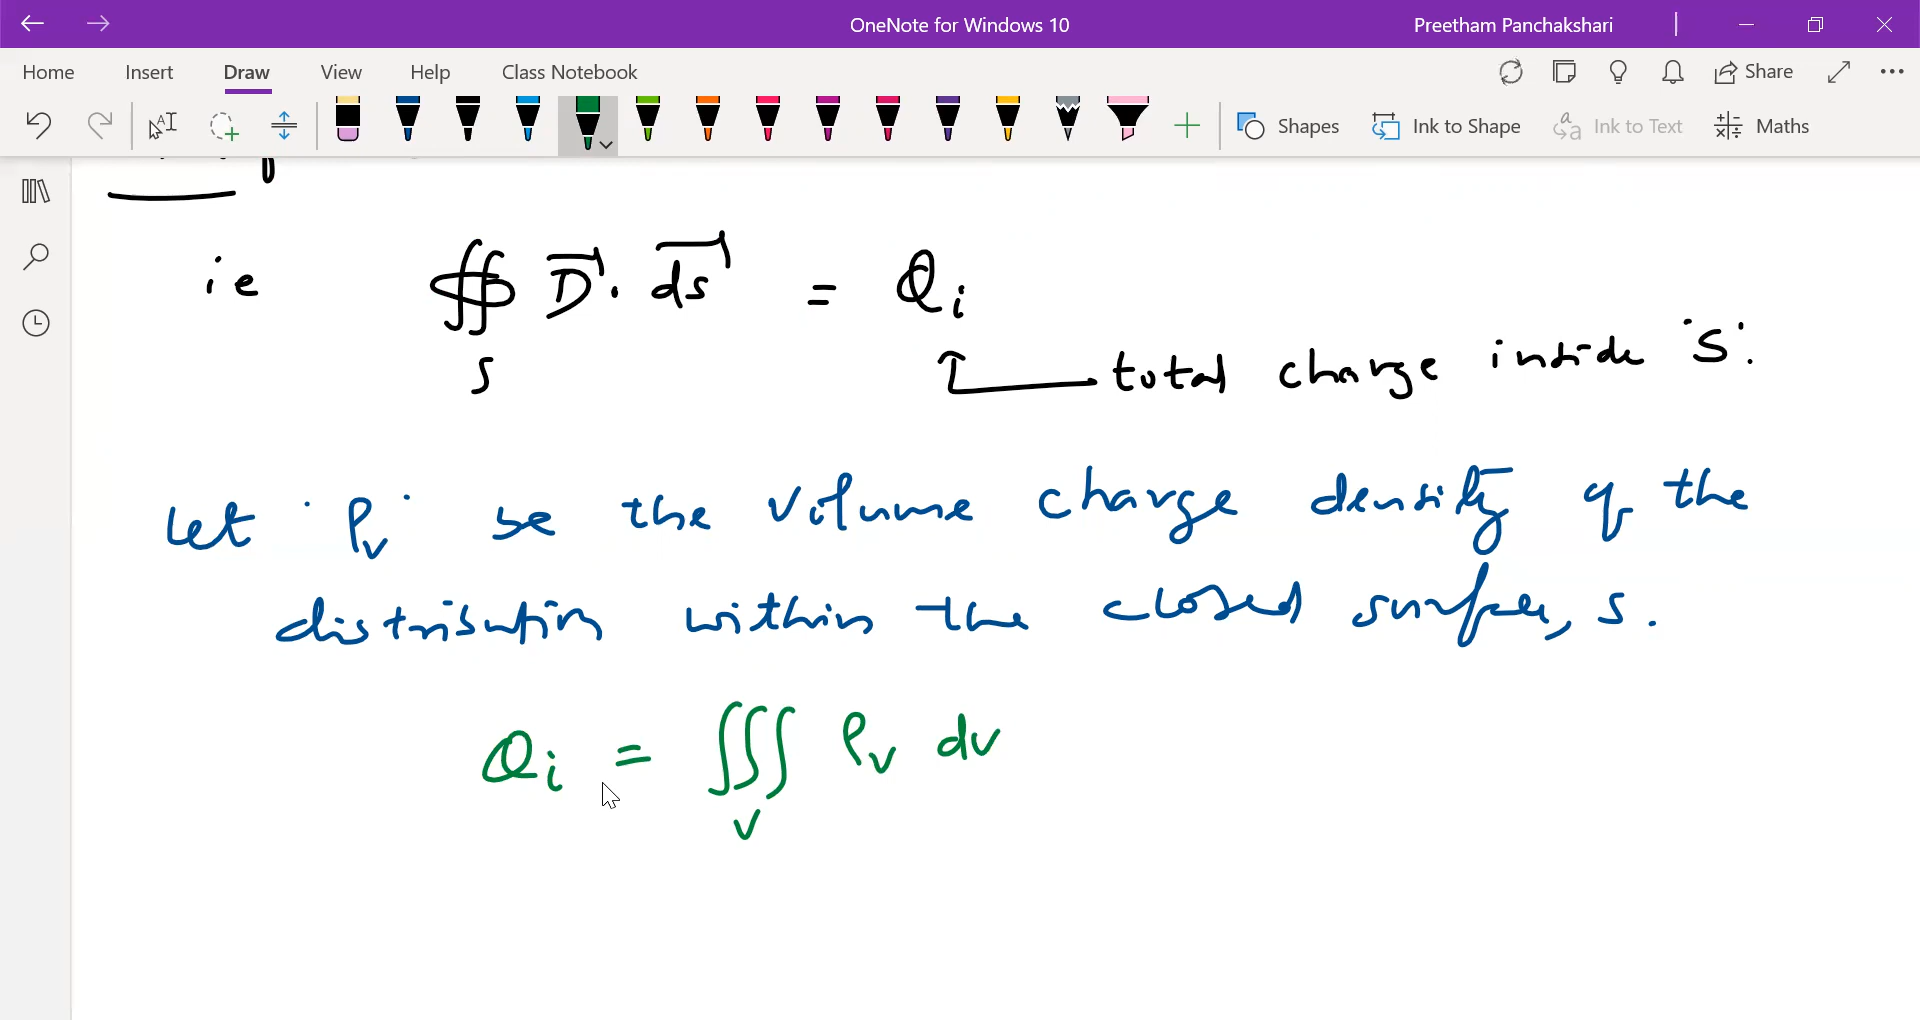 OneNote for Windows 10 Preetham Panchakshari
Home Insert Draw View Help Class Notebook Share
Shapes Ink to Shape Ink to Text Maths
ie ∯ D⃗ . ds⃗ = Qi
S
total charge inside 'S'.
Let 'ρv' be the volume charge density of the
distribution within the closed surface, s.
Qi = ∭ ρv dv
v